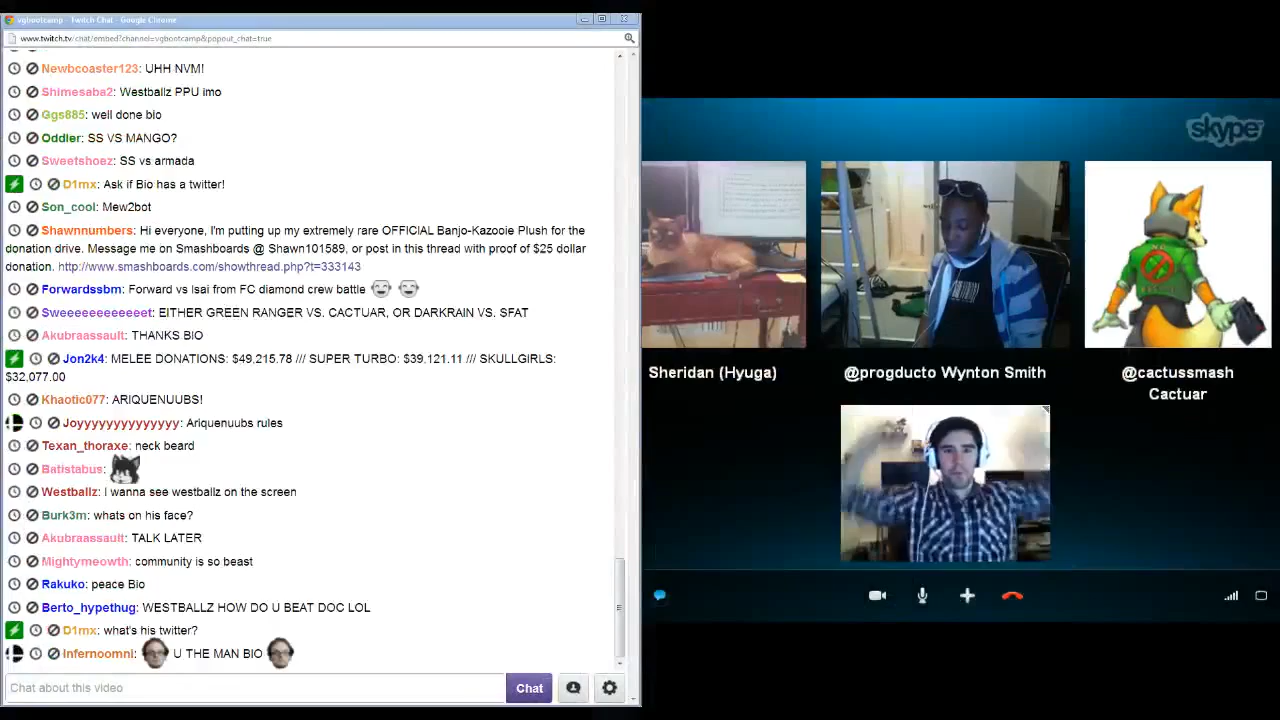 vgbootcamp - Twitch Chat - Google Chrome
www.twitch.tv/chat/embed?channel=vgbootcamp&popout_chat=true
Newbcoaster123: UHH NVM!
Shimesaba2: Westballz PPU imo
Ggs885: well done bio
Oddler: SS VS MANGO?
Sweetshoez: SS vs armada
D1mx: Ask if Bio has a twitter!
Son_cool: Mew2bot
Shawnnumbers: Hi everyone, I'm putting up my extremely rare OFFICIAL Banjo-Kazooie Plush for the
donation drive. Message me on Smashboards @ Shawn101589, or post in this thread with proof of $25 dollar
donation. http://www.smashboards.com/showthread.php?t=333143
Forwardssbm: Forward vs Isai from FC diamond crew battle
Sweeeeeeeeeeeet: EITHER GREEN RANGER VS. CACTUAR, OR DARKRAIN VS. SFAT
Akubraassault: THANKS BIO
Jon2k4: MELEE DONATIONS: $49,215.78 /// SUPER TURBO: $39,121.11 /// SKULLGIRLS:
$32,077.00
Khaotic077: ARIQUENUUBS!
Joyyyyyyyyyyyyyy: Ariquenuubs rules
Texan_thoraxe: neck beard
Batistabus:
Westballz: I wanna see westballz on the screen
Burk3m: whats on his face?
Akubraassault: TALK LATER
Mightymeowth: community is so beast
Rakuko: peace Bio
Berto_hypethug: WESTBALLZ HOW DO U BEAT DOC LOL
D1mx: what's his twitter?
Infernoomni: U THE MAN BIO
Chat about this video
Chat
skype
NO
Sheridan (Hyuga)
@progducto Wynton Smith
@cactussmash
Cactuar